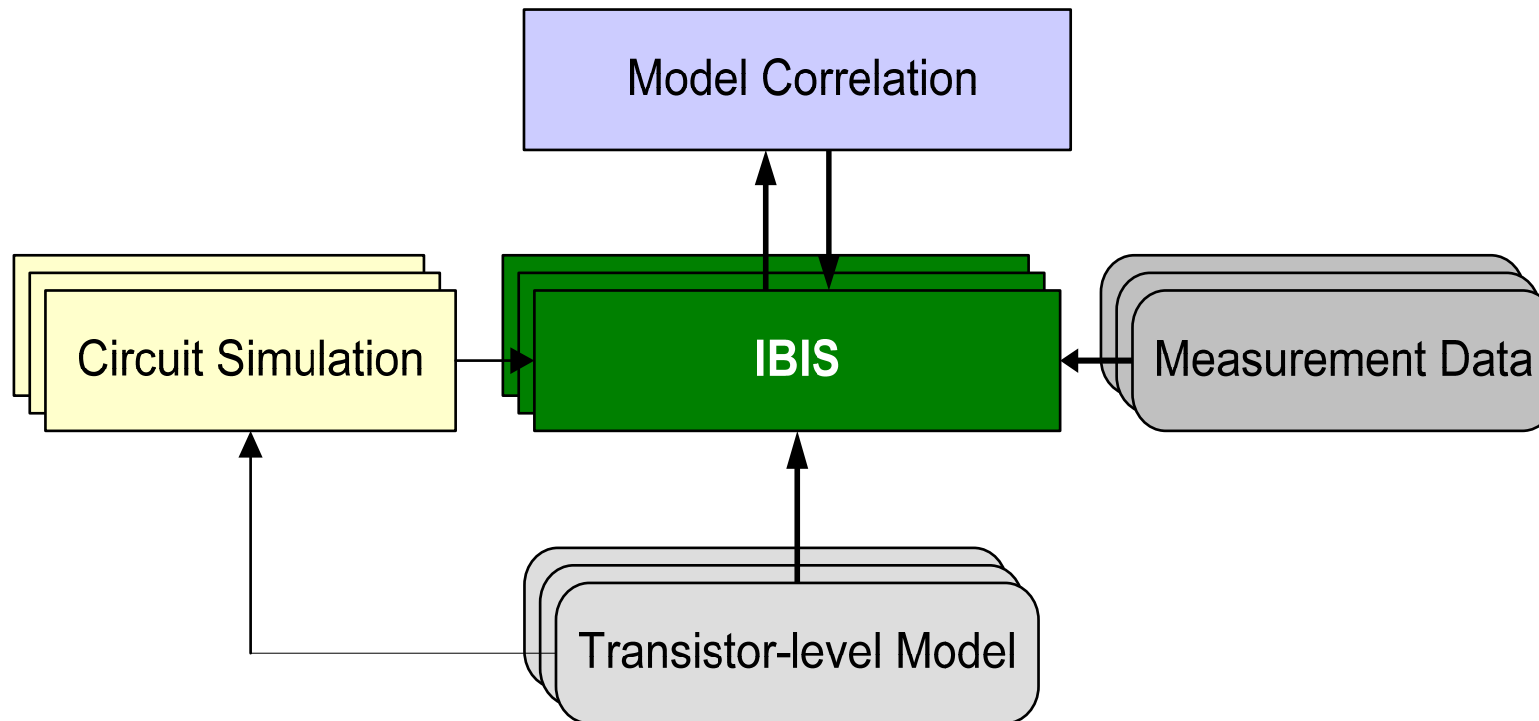 Model Correlation
Circuit Simulation
IBIS
Measurement Data
Transistor-level Model